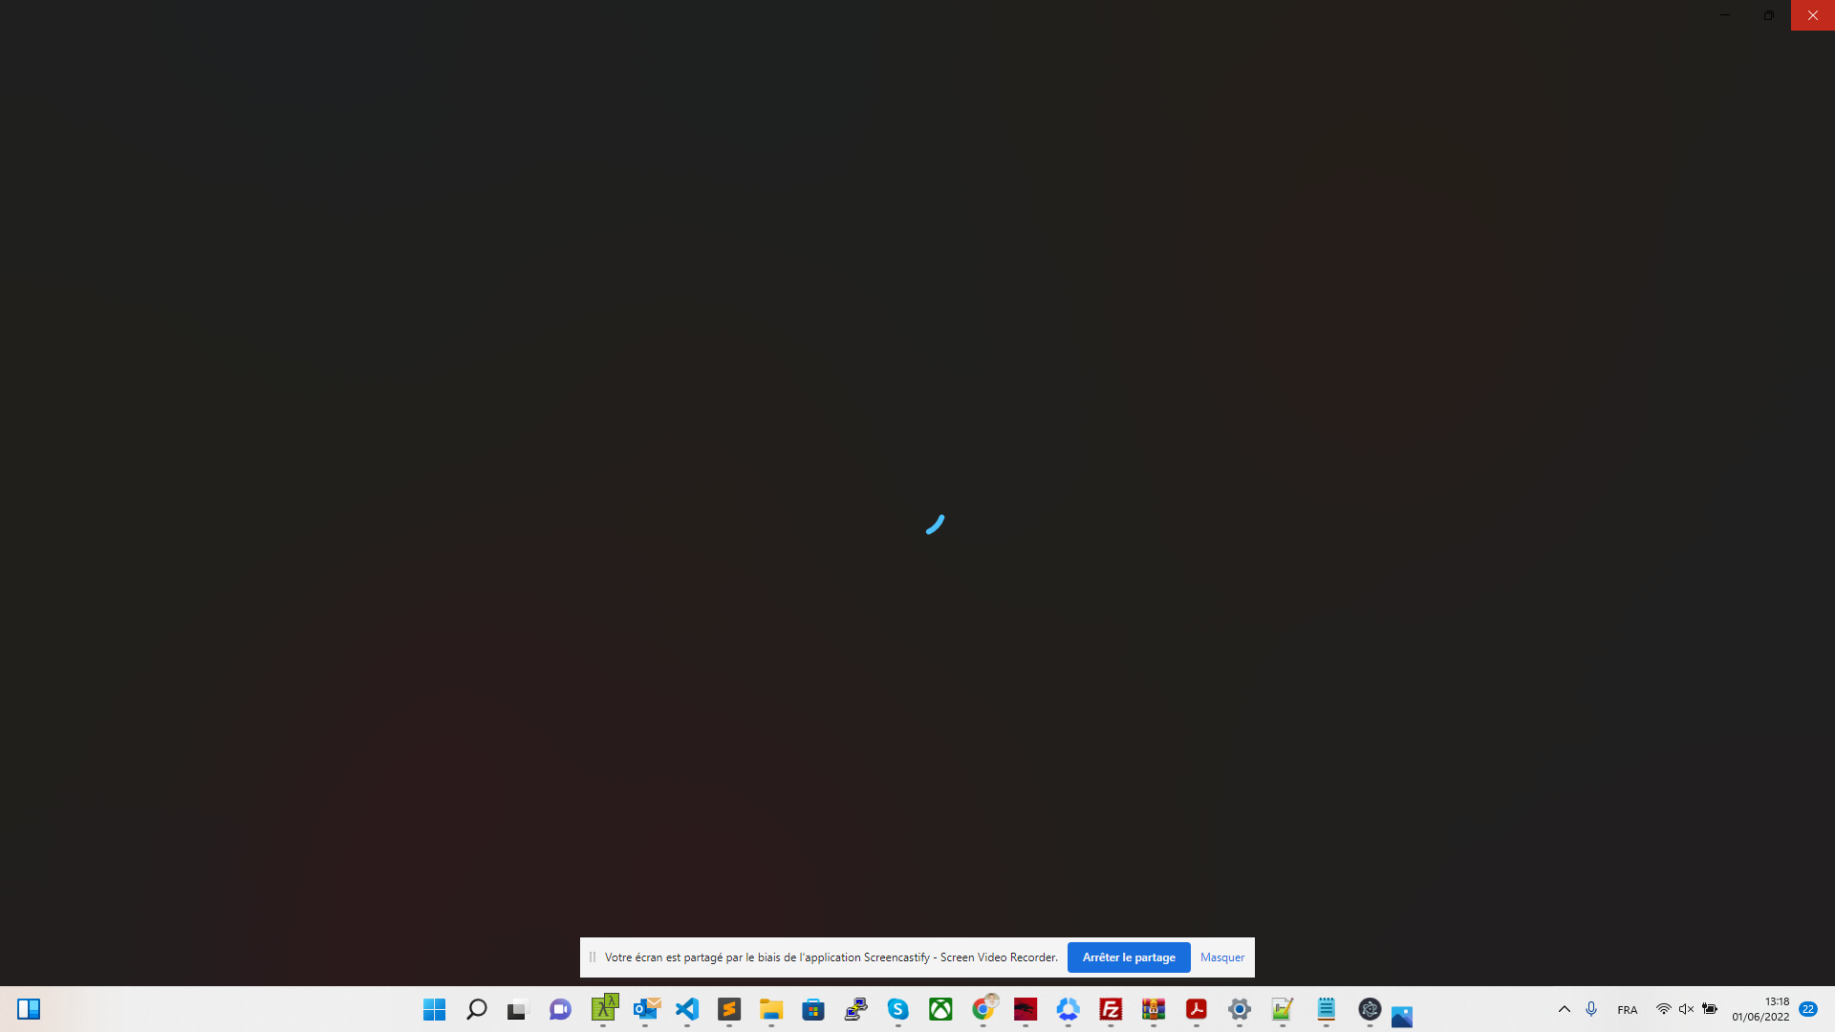 Votre écran est partagé par le biais de l'application Screencastify - Screen Video Recorder.
Arrêter le partage
Masquer
FRA
13:18
01/06/2022
22